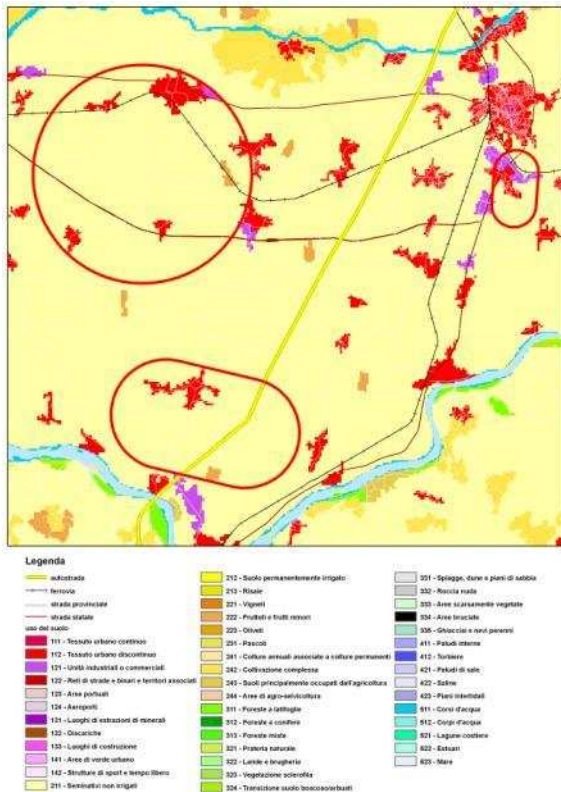 Legenda
autostrada
ferrovia
strada provinciale
strada statale
uso del suolo
111 - Tessuto urbano continuo
112 - Tessuto urbano discontinuo
121 - Unità industriali o commerciali
122 - Reti di strade e binari e territori associati
123 - Aree portuali
124 - Aeroporti
131 - Luoghi di estrazioni di minerali
132 - Discariche
133 - Luoghi di costruzione
141 - Aree di verde urbano
142 - Strutture di sport e tempo libero
211 - Seminativi non irrigati
212 - Suolo permanentemente irrigato
213 - Risaie
221 - Vigneti
222 - Frutteti e frutti minori
223 - Oliveti
231 - Pascoli
241 - Colture annuali associate a colture permanenti
242 - Coltivazione complessa
243 - Suoli principalmente occupati dall'agricoltura
244 - Aree di agro-selvicoltura
311 - Foreste a latifoglie
312 - Foreste a conifere
313 - Foreste miste
321 - Prateria naturale
322 - Lande e brugheria
323 - Vegetazione sclerofila
324 - Transizione suolo boscoso/arbusti
331 - Spiagge, dune e piani di sabbia
332 - Roccia nuda
333 - Aree scarsamente vegetate
334 - Aree bruciate
335 - Ghiacciai e nevi perenni
411 - Paludi interne
412 - Torbiere
421 - Paludi di sale
422 - Saline
423 - Piani intertidali
511 - Corsi d'acqua
512 - Corpi d'acqua
521 - Lagune costiere
522 - Estuari
523 - Mare